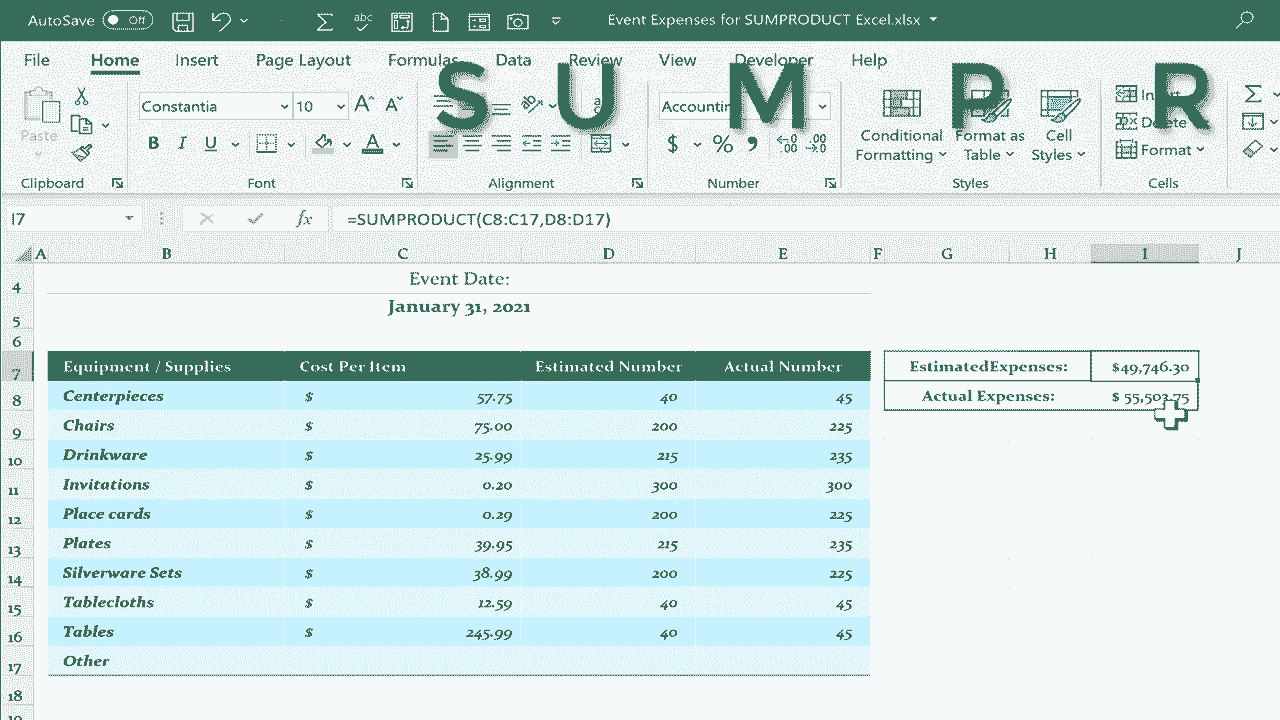 AutoSave Off Event Expenses for SUMPRODUCT Excel.xlsx
File Home Insert Page Layout Formulas Data Review View Developer Help
S U M P R
Constantia 10
Paste
B I U A $ % 9
Conditional Formatting
Format as Table
Cell Styles
Delete
Format
Clipboard Font Alignment Number Styles Cells
I7 fx =SUMPRODUCT(C8:C17,D8:D17)
A B C D E F G H I J
4 Event Date:
5 January 31, 2021
6
7 Equipment / Supplies Cost Per Item Estimated Number Actual Number Estimated Expenses: $49,746.30
8 Centerpieces $ 57.75 40 45 Actual Expenses: $ 55,503.75
9 Chairs $ 75.00 200 225
10 Drinkware $ 25.99 215 235
11 Invitations $ 0.20 300 300
12 Place cards $ 0.29 200 225
13 Plates $ 39.95 215 235
14 Silverware Sets $ 38.99 200 225
15 Tablecloths $ 12.59 40 45
16 Tables $ 245.99 40 45
17 Other
18